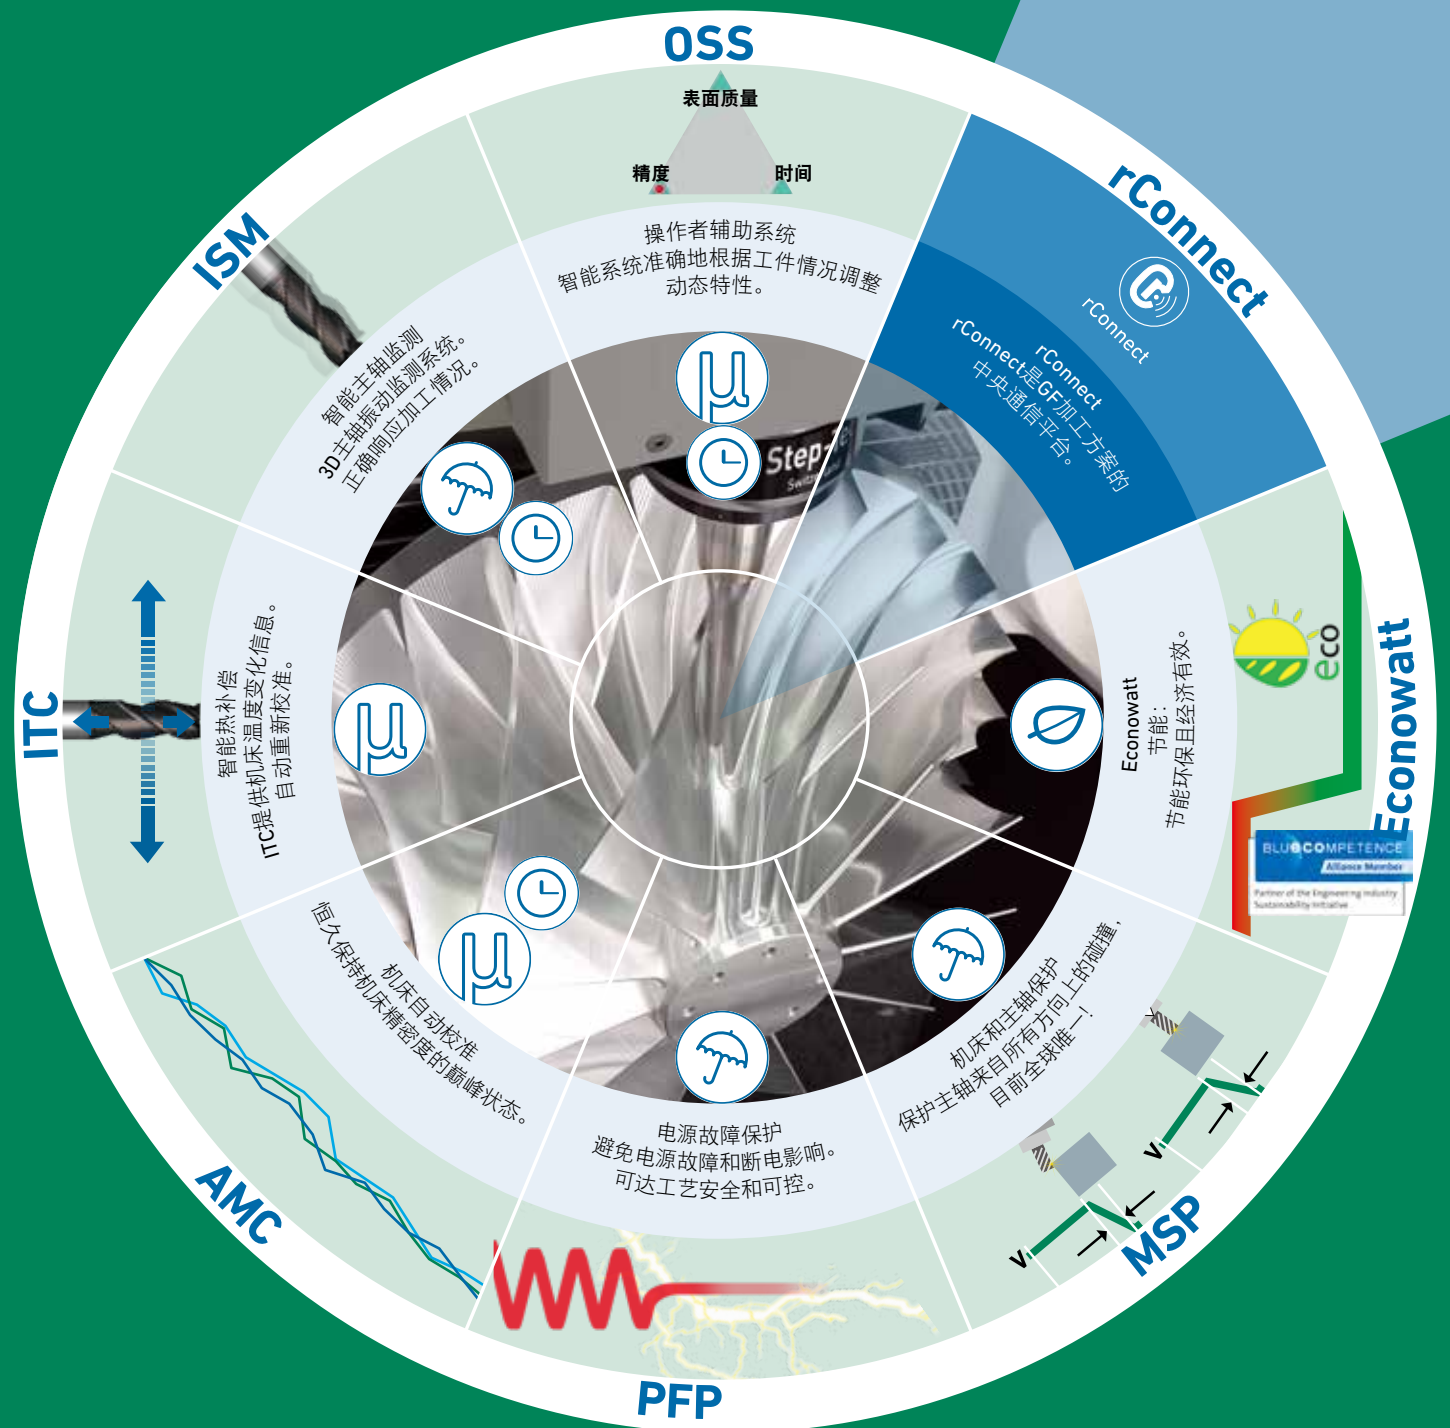 OSS
表面质量
精度
时间
操作者辅助系统
智能系统准确地根据工件情况调整
动态特性。
rConnect
rConnect
rConnect
rConnect是GF加工方案的
中央通信平台。
Econowatt
eco
Econowatt
节能：
节能环保且经济有效。
BLUECOMPETENCE
Alliance Member
Partner of the Engineering Industry
Sustainability Initiative
MSP
机床和主轴保护
保护主轴来自所有方向上的碰撞，
目前全球唯一！
V
V
PFP
电源故障保护
避免电源故障和断电影响。
可达工艺安全和可控。
AMC
机床自动校准
恒久保持机床精密度的巅峰状态。
μ
ITC
智能热补偿
ITC提供机床温度变化信息。
自动重新校准。
μ
ISM
智能主轴监测
3D主轴振动监测系统。
正确响应加工情况。
μ
Step-